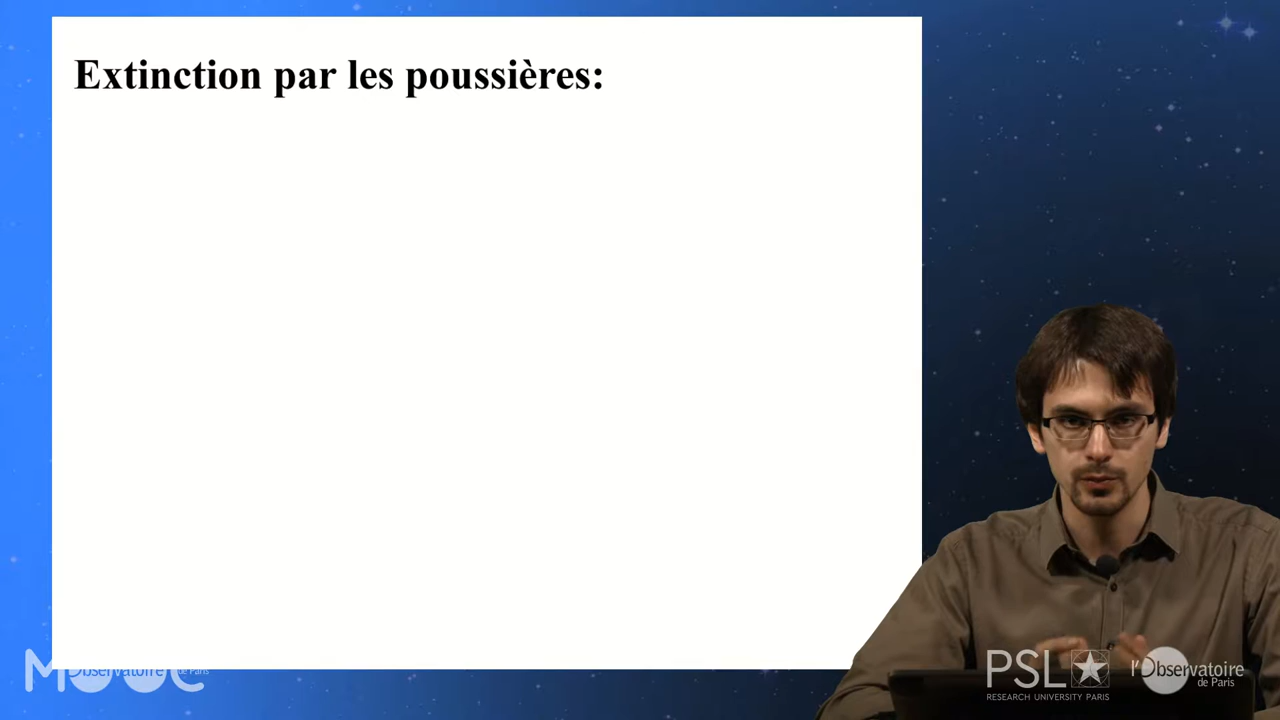 Extinction par les poussières:
MOOC
Observatoire de Paris
PSL
RESEARCH UNIVERSITY PARIS
l'Observatoire
de Paris